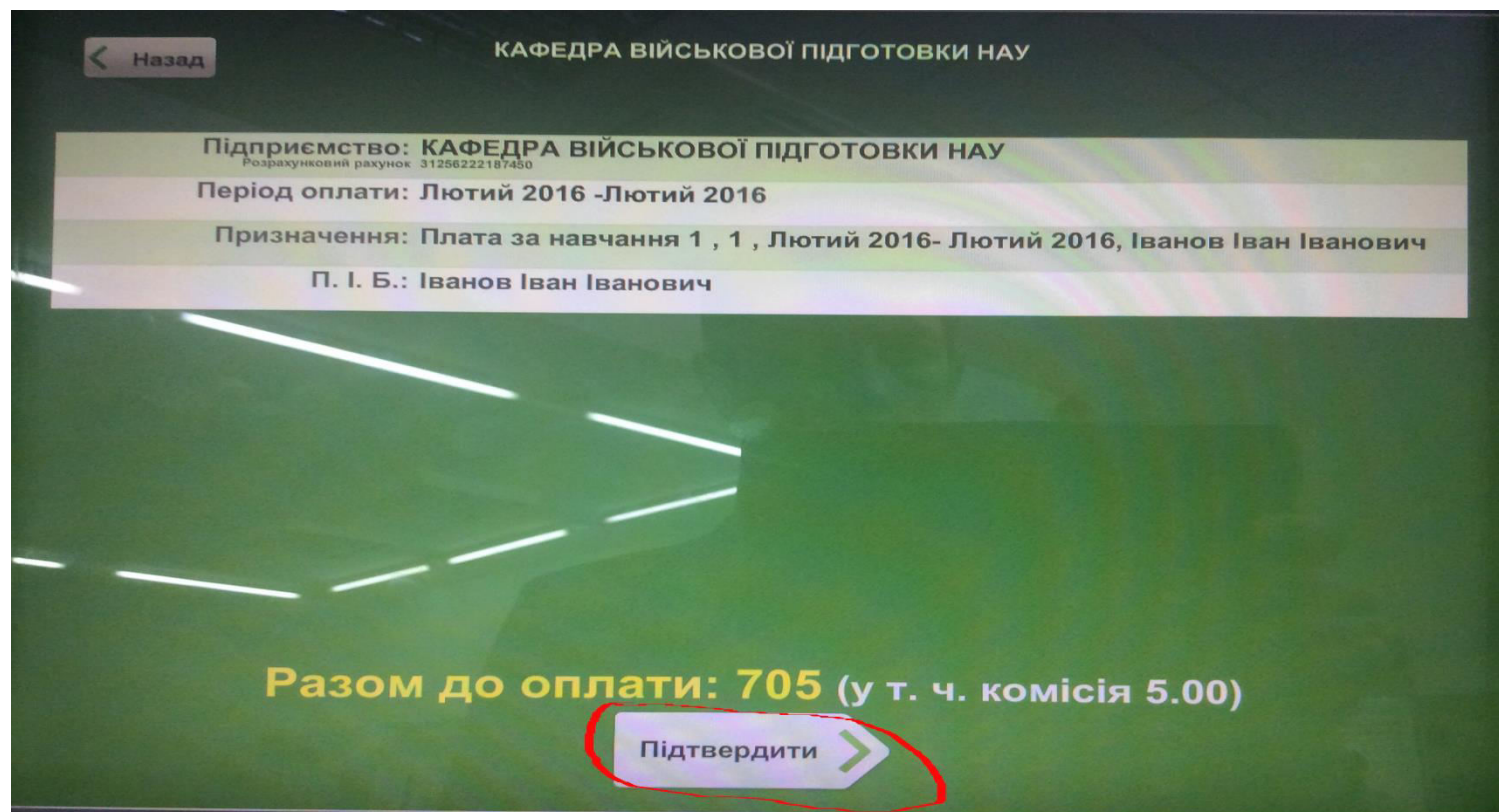 Назад
КАФЕДРА ВІЙСЬКОВОЇ ПІДГОТОВКИ НАУ
Підприємство: КАФЕДРА ВІЙСЬКОВОЇ ПІДГОТОВКИ НАУ
Розрахунковий рахунок 31256222187450
Період оплати: Лютий 2016 -Лютий 2016
Призначення: Плата за навчання 1 , 1 , Лютий 2016- Лютий 2016, Іванов Іван Іванович
П. І. Б.: Іванов Іван Іванович
Разом до оплати: 705 (у т. ч. комісія 5.00)
Підтвердити